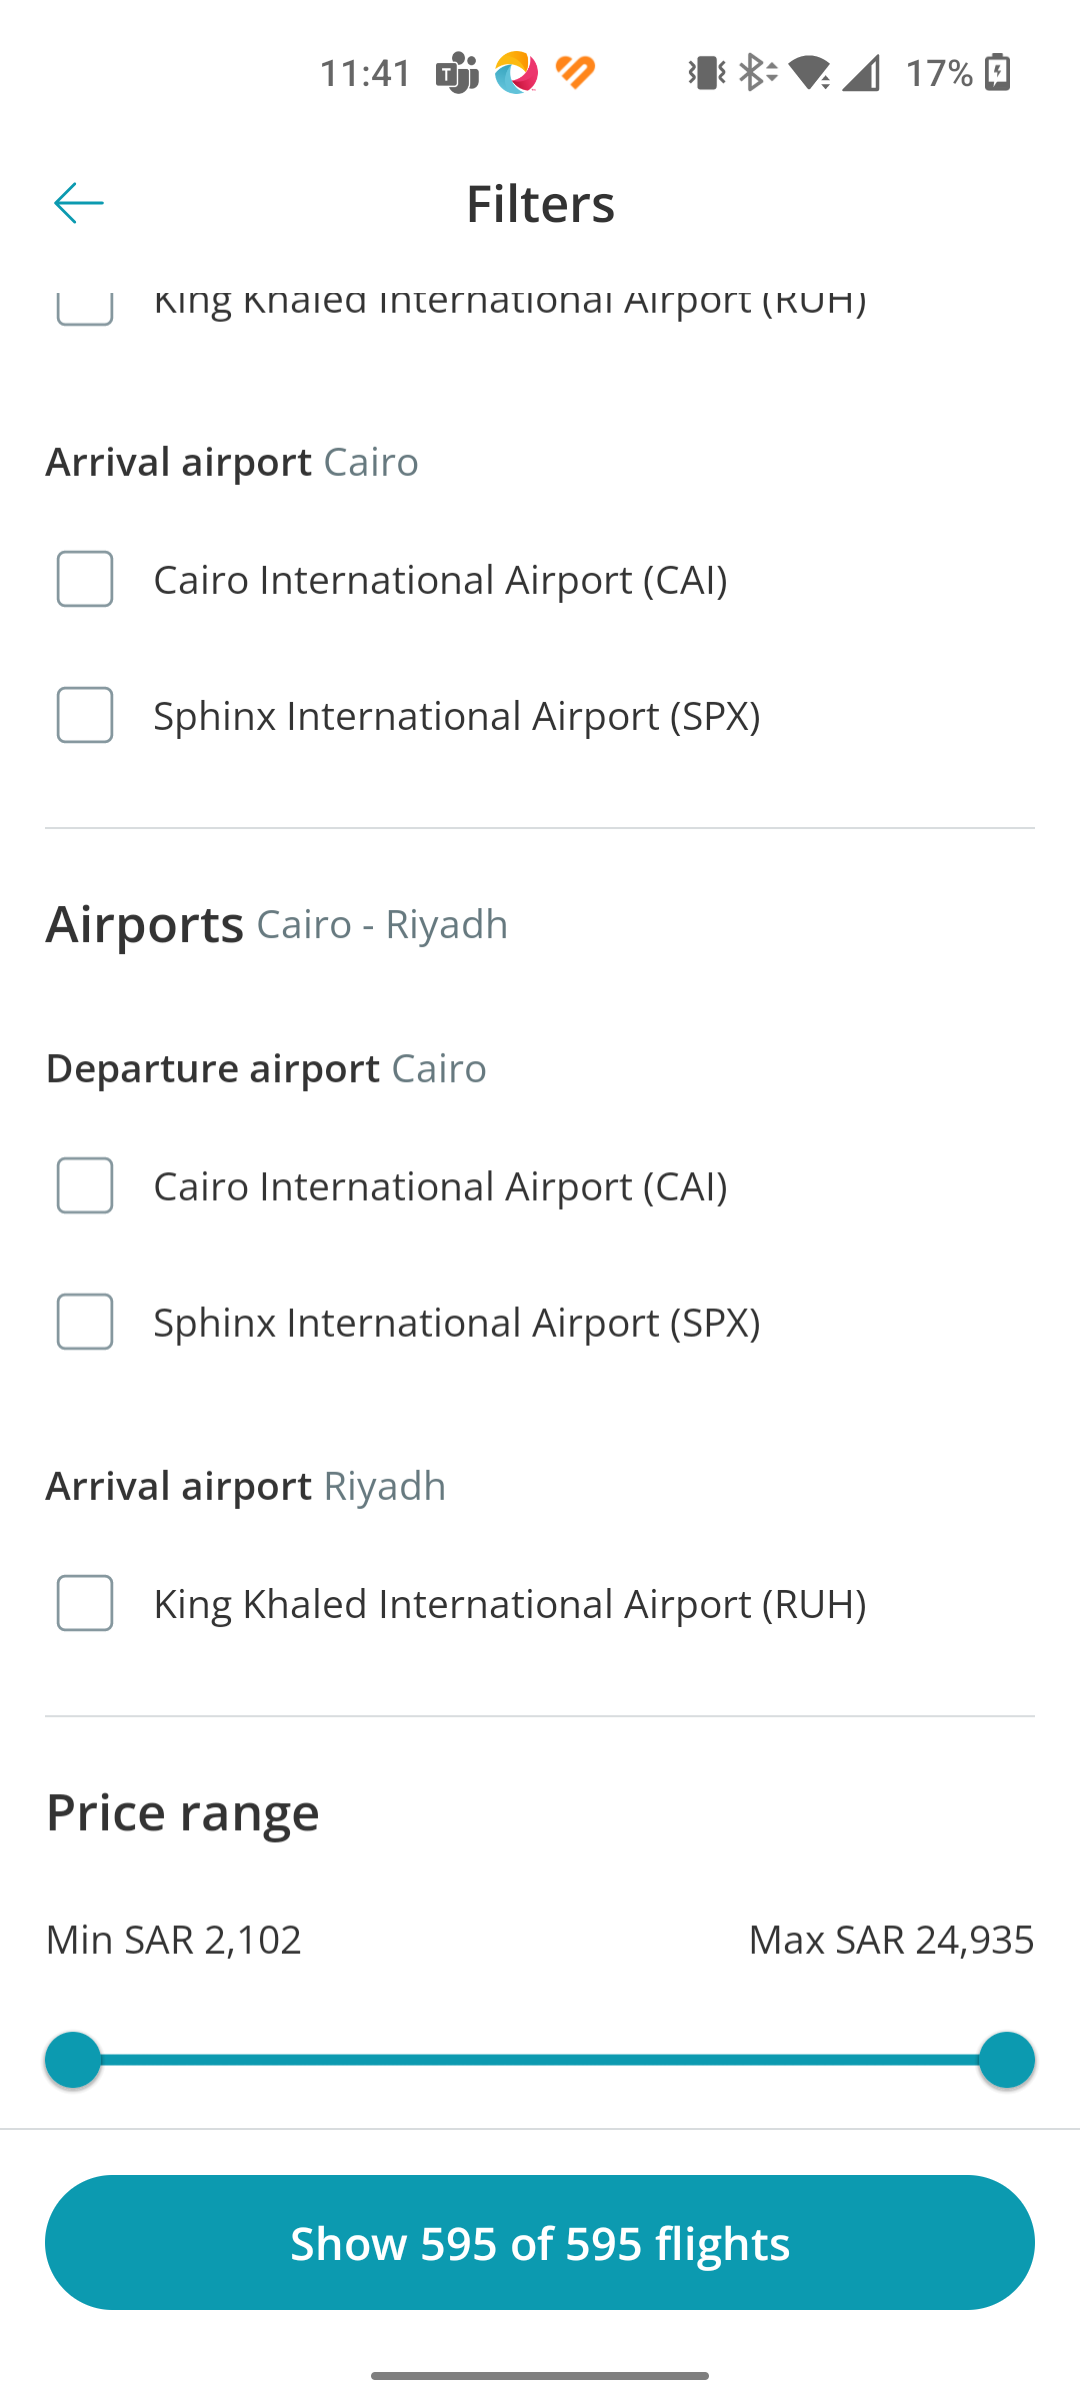 11:41
17%
Filters
King Khaled International Airport (RUH)
Arrival airport Cairo
Cairo International Airport (CAI)
Sphinx International Airport (SPX)
Airports Cairo - Riyadh
Departure airport Cairo
Cairo International Airport (CAI)
Sphinx International Airport (SPX)
Arrival airport Riyadh
King Khaled International Airport (RUH)
Price range
Min SAR 2,102
Max SAR 24,935
Show 595 of 595 flights